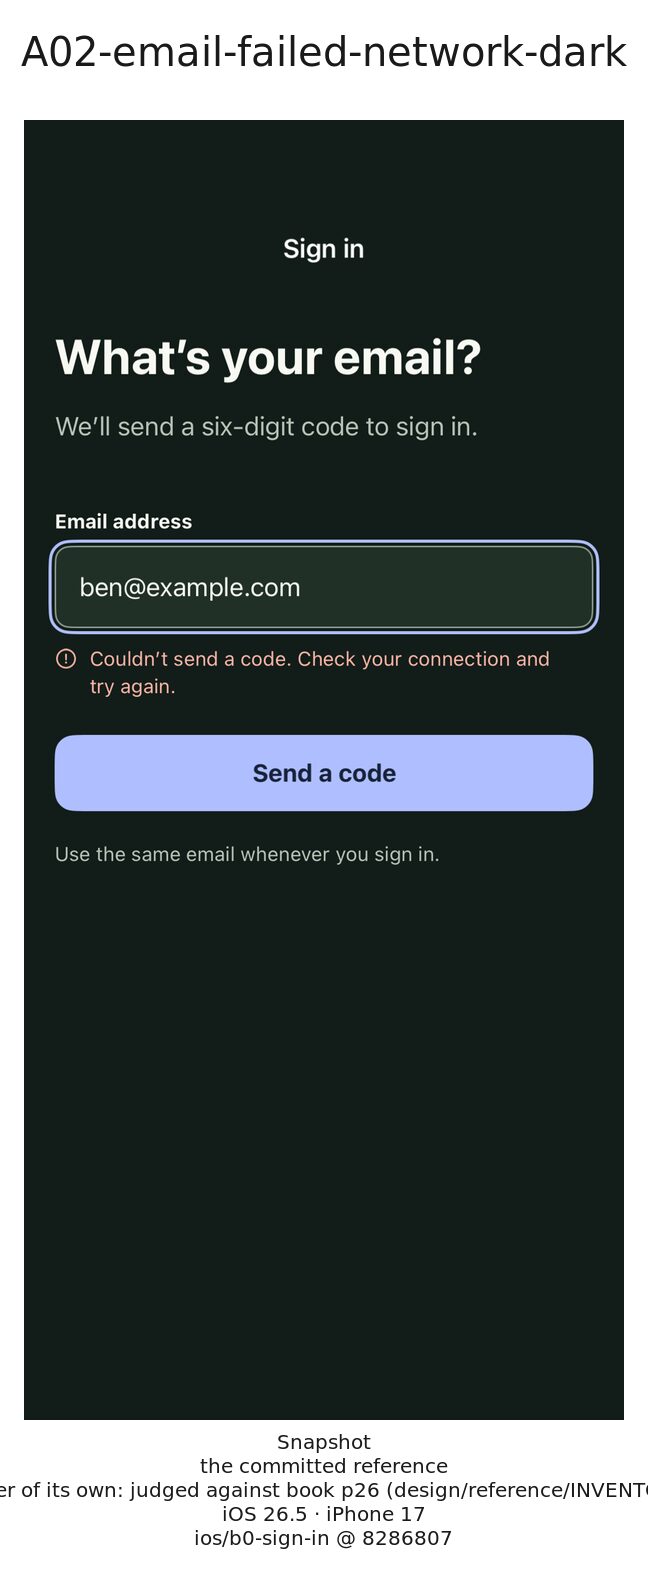 A02-email-failed-network-dark
Sign in
What’s your email?
We’ll send a six-digit code to sign in.
Email address
ben@example.com
Couldn’t send a code. Check your connection and
try again.
Send a code
Use the same email whenever you sign in.
Snapshot
the committed reference
of its own: judged against book p26 (design/reference/
iOS 26.5 · iPhone 17
ios/b0-sign-in @ 8286807